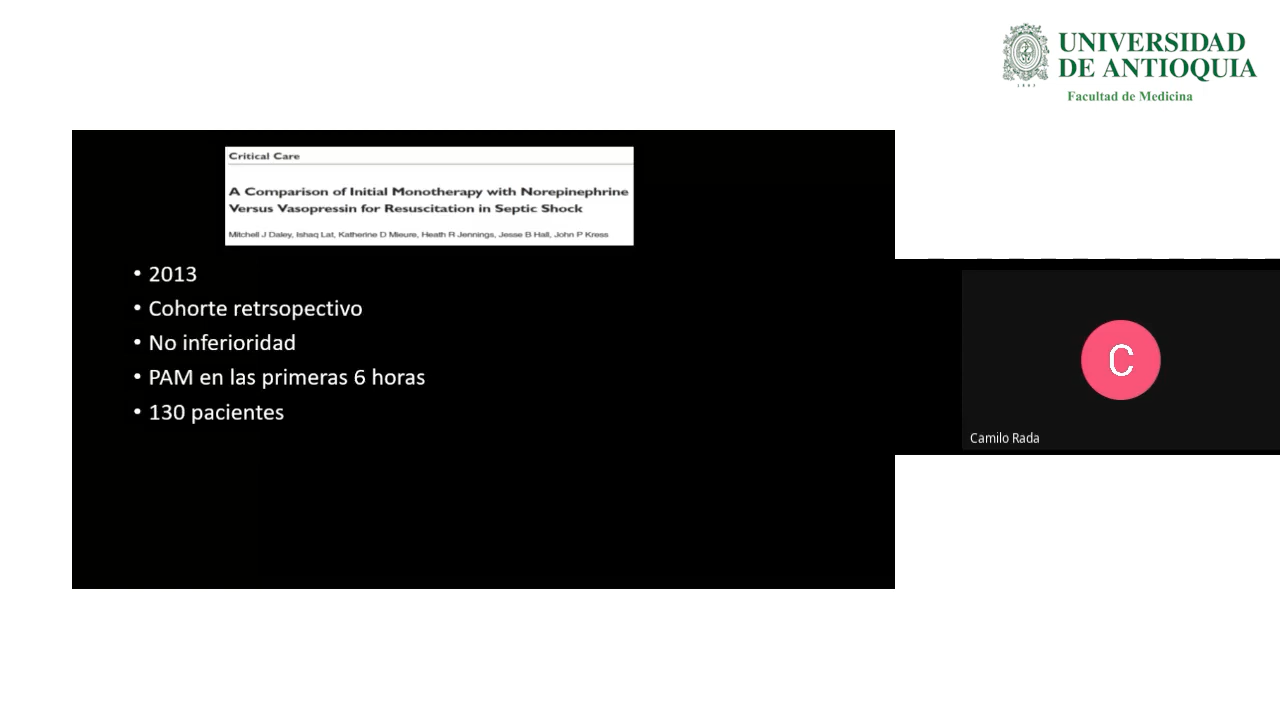 UNIVERSIDAD
DE ANTIOQUIA
1803
Facultad de Medicina
Critical Care
A Comparison of Initial Monotherapy with Norepinephrine
Versus Vasopressin for Resuscitation in Septic Shock
Mitchell J Daley, Ishaq Lat, Katherine D Mieure, Heath R Jennings, Jesse B Hall, John P Kress
• 2013
• Cohorte retrsopectivo
• No inferioridad
• PAM en las primeras 6 horas
• 130 pacientes
C
Camilo Rada